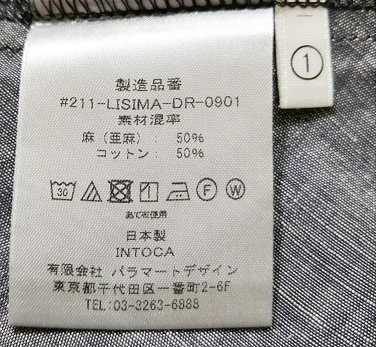 製造品番
#211-LISIMA-DR-0901
素材混率
麻（亜麻）: 50%
コットン: 50%
30
F
W
あて布使用
日本製
INTOCA
有限会社 パラマートデザイン
東京都千代田区一番町2-6F
TEL:03-3263-6888
1